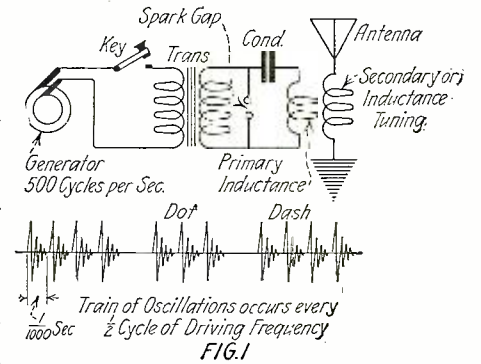 Spark Gap
Key
Trans
Cond.
Antenna
Secondary or
Inductance
Tuning.
Generator
500 Cycles per Sec.
Primary
Inductance
Dot
Dash
1/1000 Sec
Train of Oscillations occurs every
1/2 Cycle of Driving Frequency
FIG.1